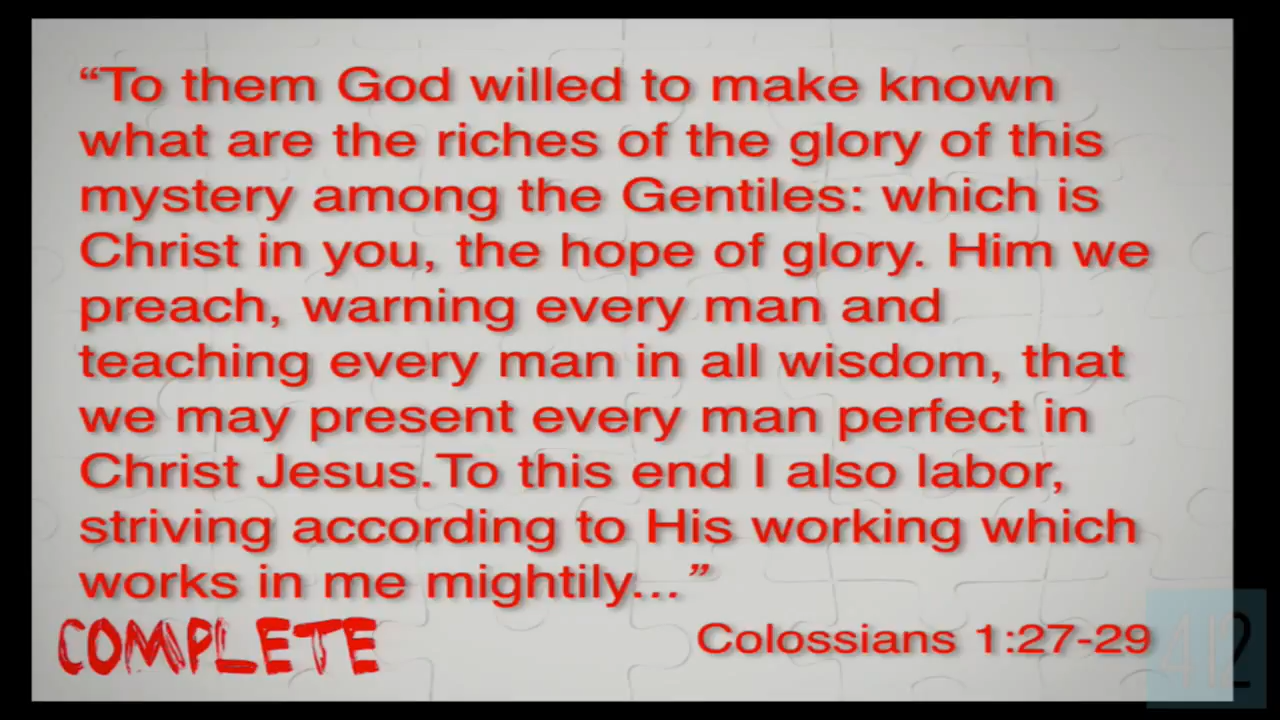 “To them God willed to make known
what are the riches of the glory of this
mystery among the Gentiles: which is
Christ in you, the hope of glory. Him we
preach, warning every man and
teaching every man in all wisdom, that
we may present every man perfect in
Christ Jesus.To this end I also labor,
striving according to His working which
works in me mightily...”
COMPLETE
Colossians 1:27-29
412